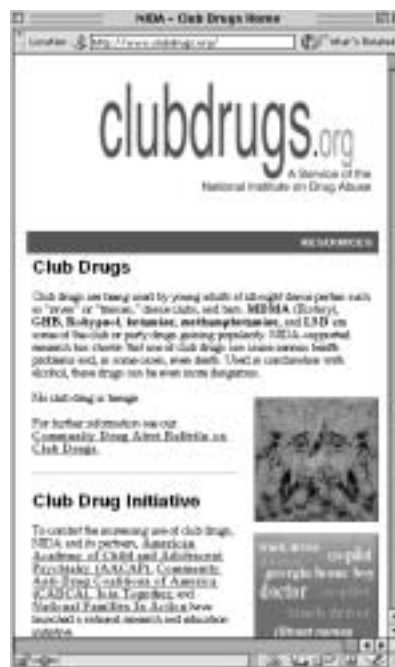 NIDA – Club Drugs Home
Location: http://www.clubdrugs.org/ What's Related
clubdrugs.org
A Service of the
National Institute on Drug Abuse
RESOURCES
Club Drugs
Club drugs are being used by young adults at all-night dance parties such
as "raves" or "trances," dance clubs, and bars. MDMA (Ecstasy),
GHB, Rohypnol, ketamine, methamphetamine, and LSD are
some of the club or party drugs gaining popularity. NIDA-supported
research has shown that use of club drugs can cause serious health
problems and, in some cases, even death. Used in combination with
alcohol, these drugs can be even more dangerous.
No club drug is benign.
For further information see our
Community Drug Alert Bulletin on
Club Drugs.
Club Drug Initiative
To combat the increasing use of club drugs,
NIDA and its partners, American
Academy of Child and Adolescent
Psychiatry (AACAP), Community
Anti-Drug Coalitions of America
(CADCA), Join Together, and
National Families In Action have
launched a national research and education
initiative.
co-pilot
georgia home boy
doctor